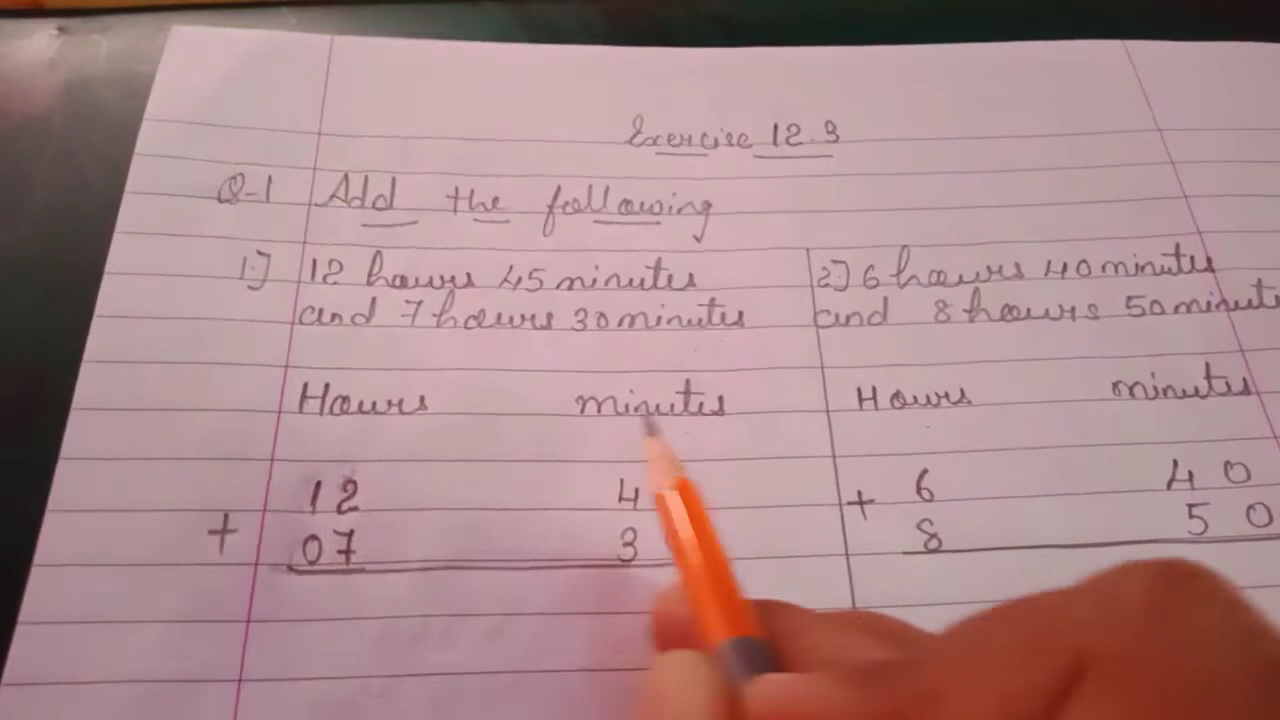 Exercise 12.3
Q-1 Add the following
1.] 12 hours 45 minutes
and 7 hours 30 minutes
Hours minutes
12 4
+ 07 3
2] 6 hours 40 minutes
and 8 hours 50 minut
Hours minutes
+ 6 40
8 50